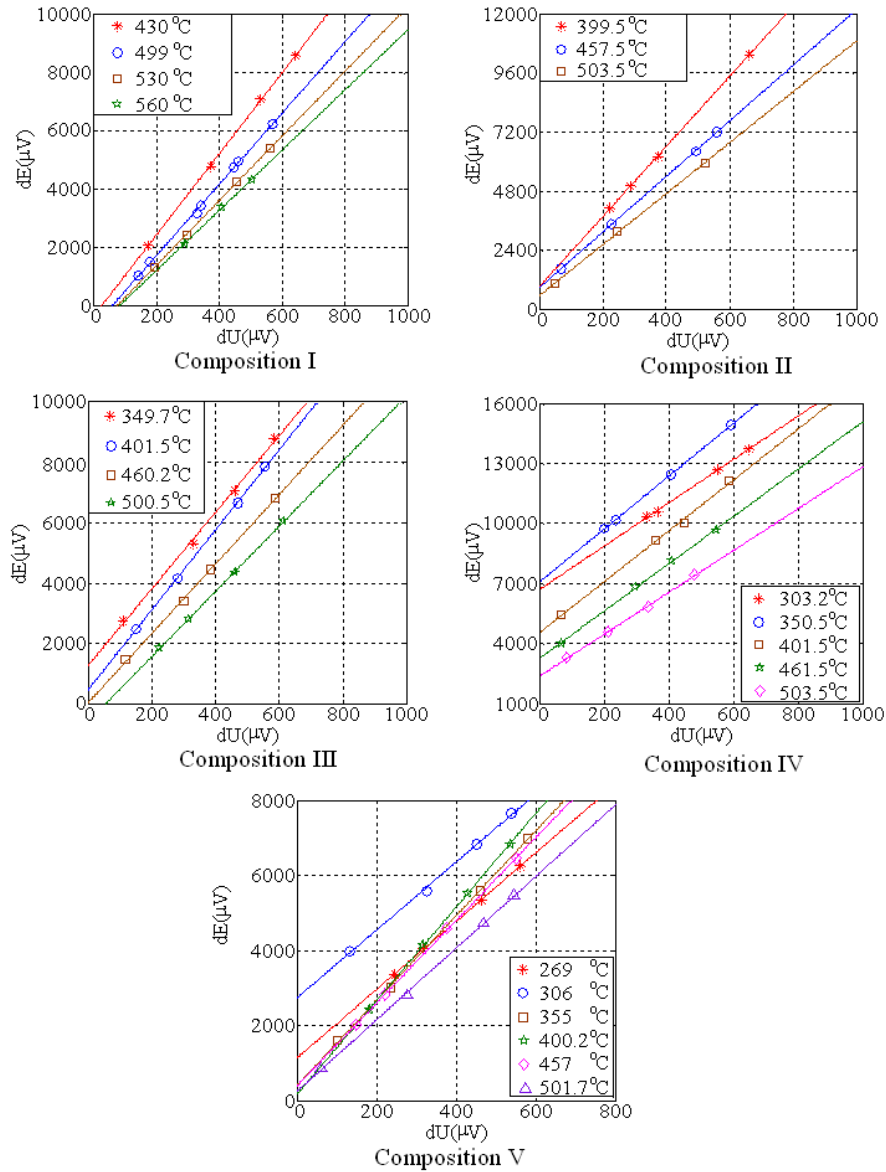 10000
8000
6000
4000
2000
0
dE(μV)
430 °C
499 °C
530 °C
560 °C
0 200 400 600 800 1000
dU(μV)
Composition I
12000
9600
7200
4800
2400
0
dE(μV)
399.5°C
457.5°C
503.5°C
0 200 400 600 800 1000
dU(μV)
Composition II
10000
8000
6000
4000
2000
0
dE(μV)
349.7°C
401.5°C
460.2°C
500.5°C
0 200 400 600 800 1000
dU(μV)
Composition III
16000
13000
10000
7000
4000
1000
dE(μV)
303.2°C
350.5°C
401.5°C
461.5°C
503.5°C
0 200 400 600 800 1000
dU(μV)
Composition IV
8000
6000
4000
2000
0
dE(μV)
269 °C
306 °C
355 °C
400.2°C
457 °C
501.7°C
0 200 400 600 800
dU(μV)
Composition V